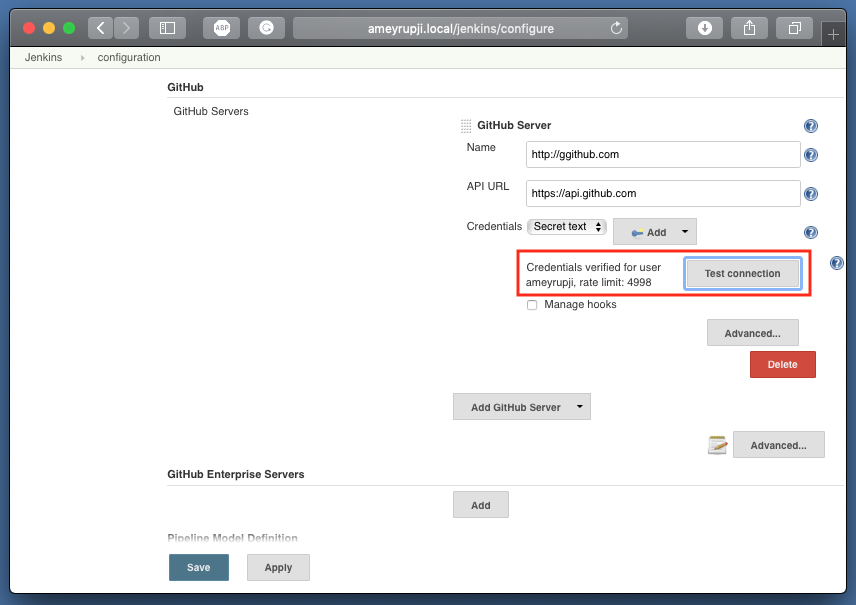 ABP
ameyrupji.local/jenkins/configure
Jenkins
configuration
GitHub
GitHub Servers
GitHub Server
Name
http://ggithub.com
API URL
https://api.github.com
Credentials
Secret text
Add
Credentials verified for user
ameyrupji, rate limit: 4998
Test connection
Manage hooks
Advanced...
Delete
Add GitHub Server
Advanced...
GitHub Enterprise Servers
Add
Pipeline Model Definition
Save
Apply